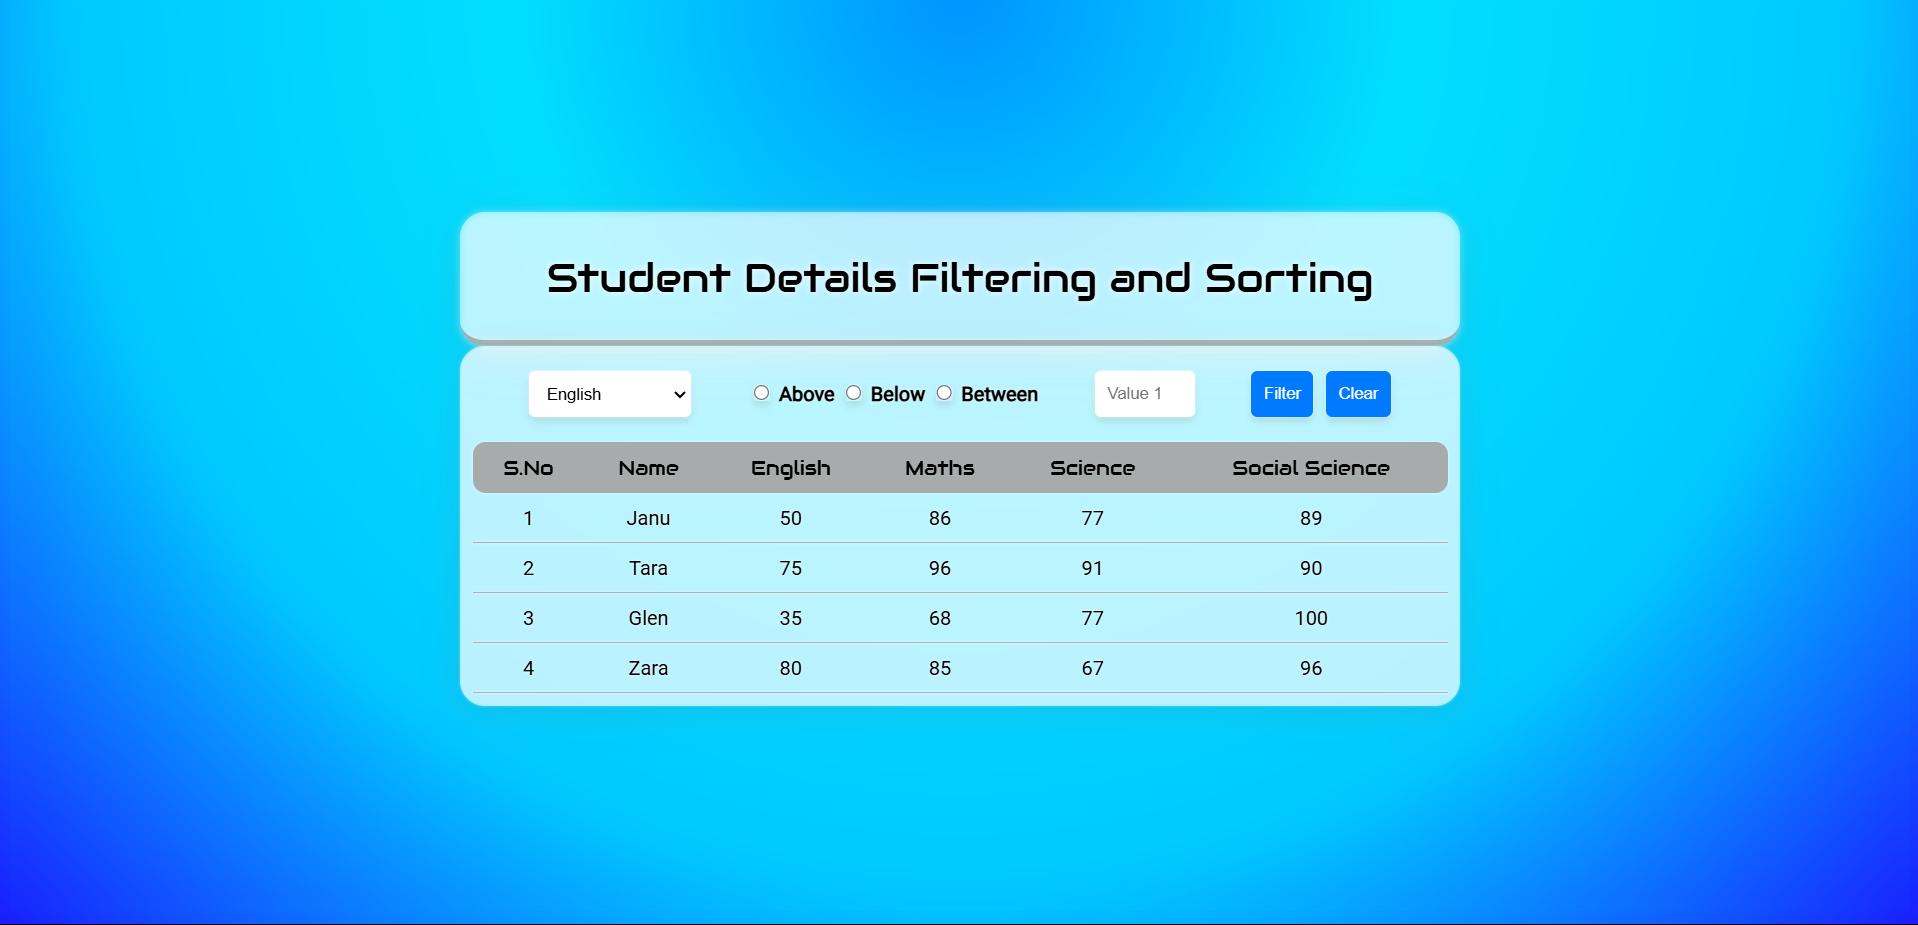 Student Details Filtering and Sorting
English Above Below Between Value 1 Filter Clear
S.No Name English Maths Science Social Science
1 Janu 50 86 77 89
2 Tara 75 96 91 90
3 Glen 35 68 77 100
4 Zara 80 85 67 96